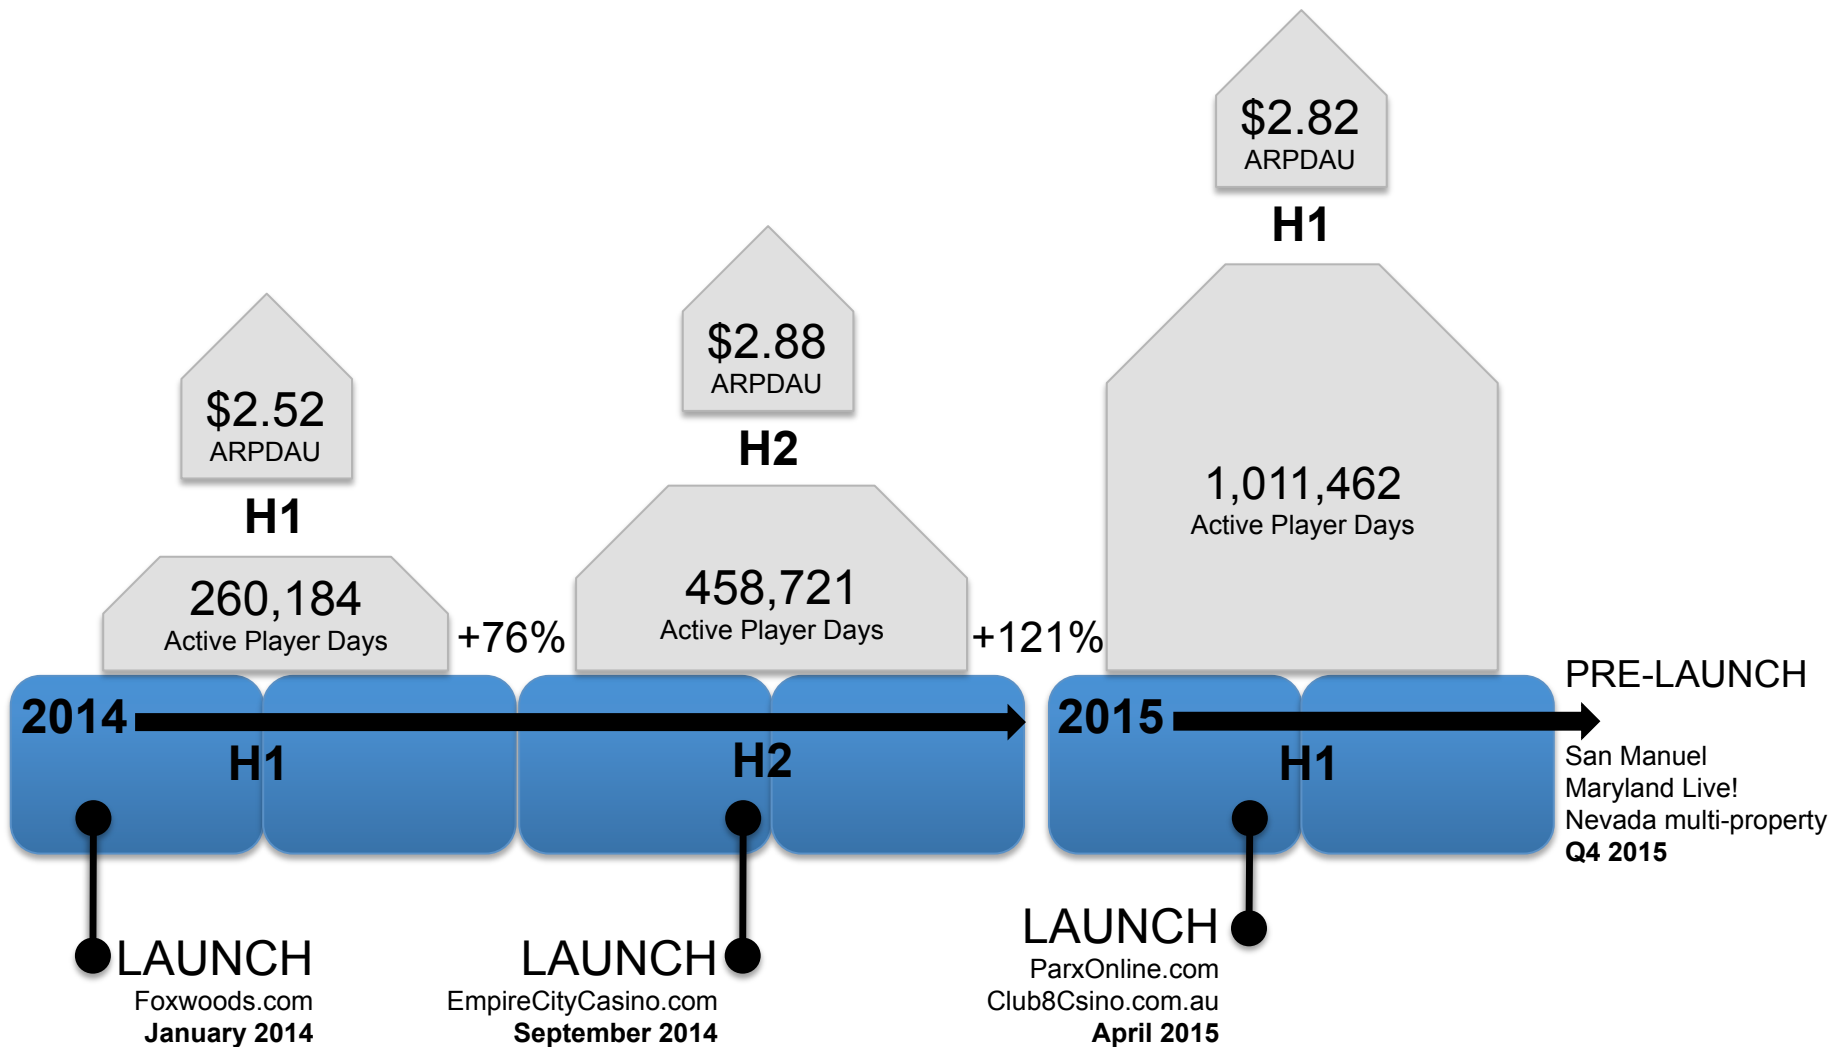 $2.82
ARPDAU
H1
$2.88
ARPDAU
H2
$2.52
ARPDAU
H1
1,011,462
Active Player Days
458,721
Active Player Days
260,184
Active Player Days
+76%
+121%
PRE-LAUNCH
2014
2015
H1
H2
H1
San Manuel
Maryland Live!
Nevada multi-property
Q4 2015
LAUNCH
Foxwoods.com
January 2014
LAUNCH
EmpireCityCasino.com
September 2014
LAUNCH
ParxOnline.com
Club8Csino.com.au
April 2015